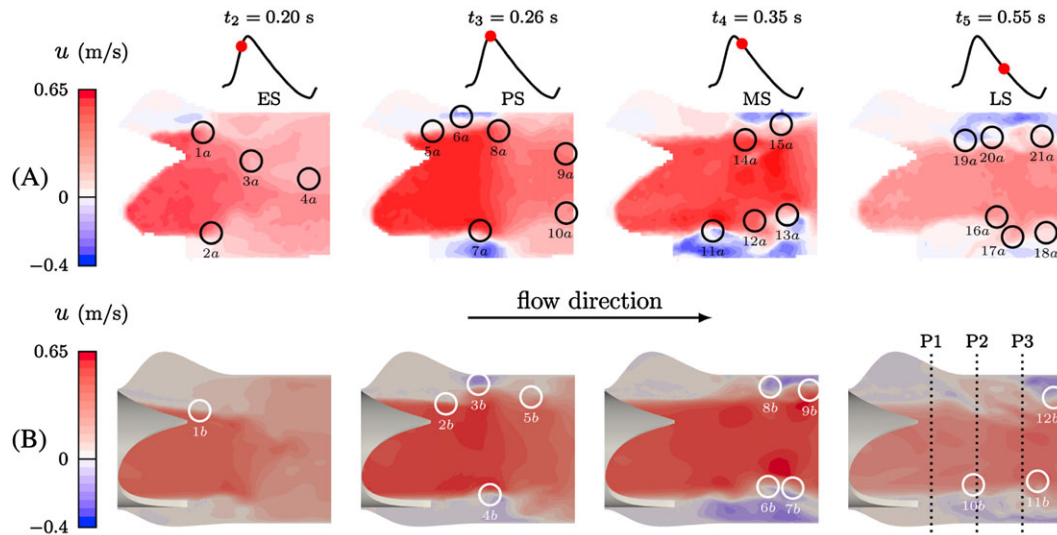 t2 = 0.20 s
t3 = 0.26 s
t4 = 0.35 s
t5 = 0.55 s
u (m/s)
ES
PS
MS
LS
0.65
0
−0.4
(A)
1a
2a
3a
4a
5a
6a
7a
8a
9a
10a
11a
12a
13a
14a
15a
16a
17a
18a
19a
20a
21a
flow direction
u (m/s)
0.65
0
−0.4
(B)
1b
2b
3b
4b
5b
6b
7b
8b
9b
P1
P2
P3
10b
11b
12b